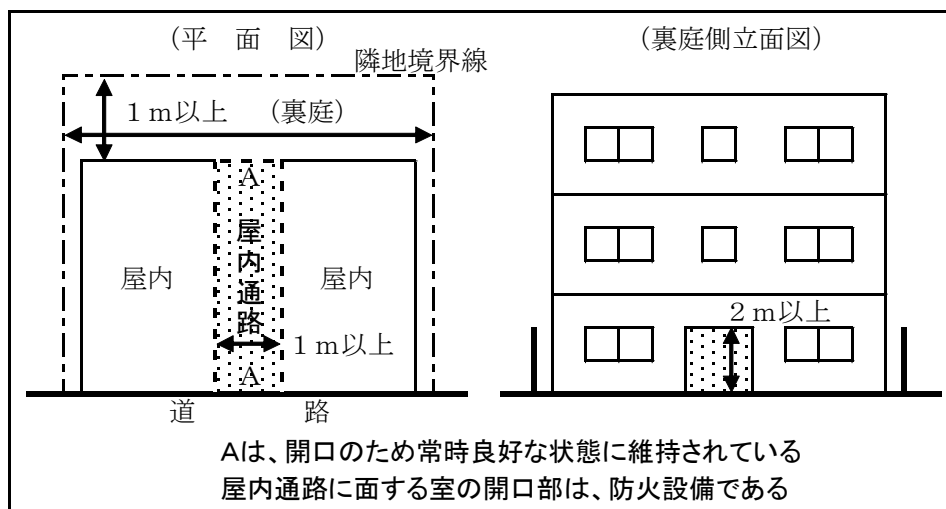 (平 面 図)
隣地境界線
1m以上 (裏庭)
A
屋内通路
屋内
屋内
1m以上
A
道 路
(裏庭側立面図)
2m以上
Aは、開口のため常時良好な状態に維持されている
屋内通路に面する室の開口部は、防火設備である